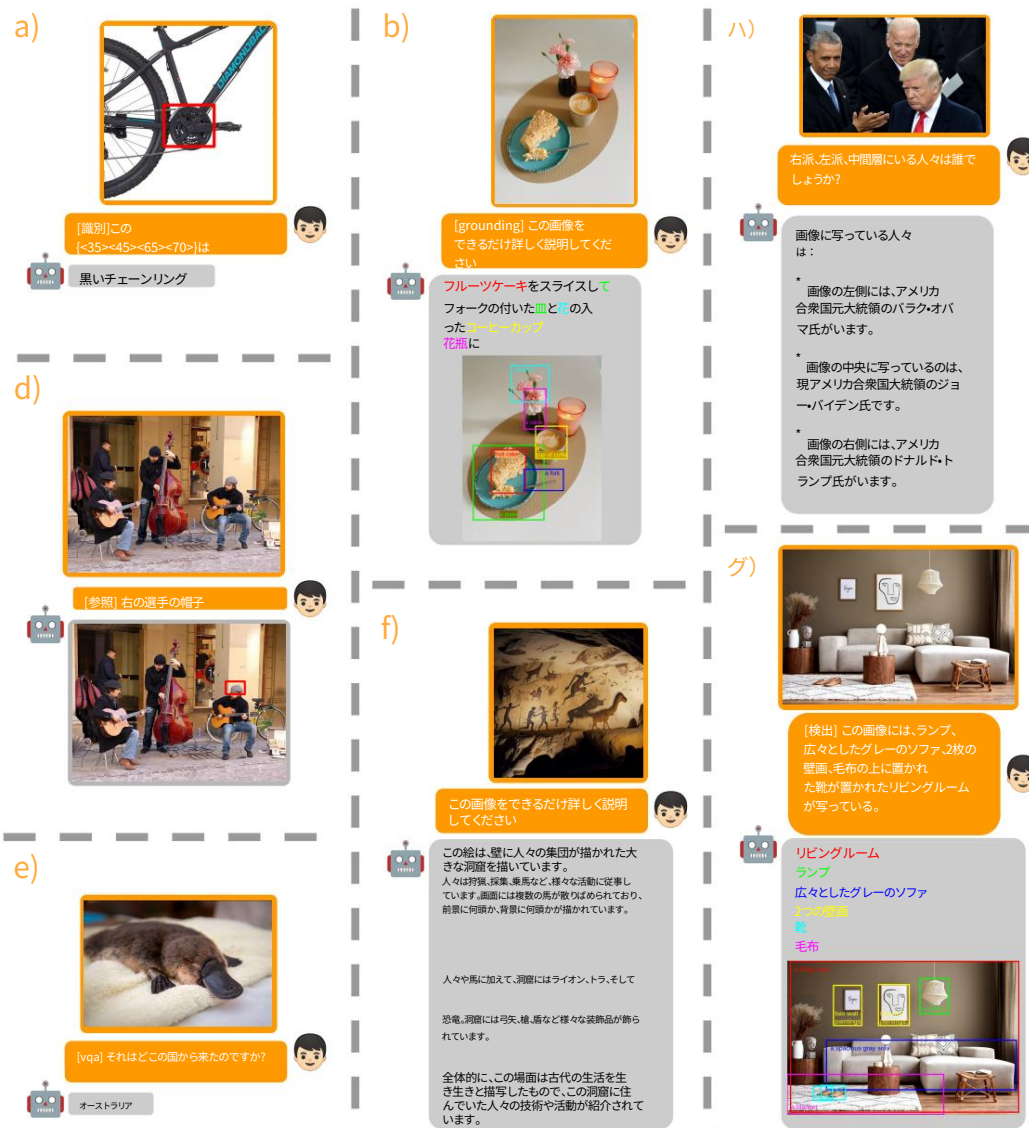 a)
DIAMONDBACK
[識別]この
{<35><45><65><70>}は
黒いチェーンリング
d)
[参照] 右の選手の帽子
e)
[vqa] それはどこの国から来たのですか?
オーストラリア
b)
[grounding] この画像を
できるだけ詳しく説明してくだ
さい
フルーツケーキをスライスして
フォークの付いた皿と花の入
ったコーヒーカップ
花瓶に
a fork
f)
この画像をできるだけ詳しく説明
してください
この絵は、壁に人々の集団が描かれた大
きな洞窟を描いています。
人々は狩猟、採集、乗馬など、様々な活動に従事し
ています。画面には複数の馬が散りばめられており、
前景に何頭か、背景に何頭かが描かれています。
人々や馬に加えて、洞窟にはライオン、トラ、そして
恐竜。洞窟には弓矢、槍、盾など様々な装飾品が飾ら
れています。
全体的に、この場面は古代の生活を生
き生きと描写したもので、この洞窟に住
んでいた人々の技術や活動が紹介されて
います。
ハ)
右派、左派、中間層にいる人々は誰で
しょうか?
画像に写っている人々
は:
*
画像の左側には、アメリカ
合衆国元大統領のバラク•オバ
マ氏がいます。
*
画像の中央に写っているのは、
現アメリカ合衆国大統領のジョ
ー•バイデン氏です。
*
画像の右側には、アメリカ
合衆国元大統領のドナルド•ト
ランプ氏がいます。
グ)
[検出] この画像には、ランプ、
広々としたグレーのソファ、2枚の
壁画、毛布の上に置かれ
た靴が置かれたリビングルーム
が写っている。
リビングルーム
ランプ
広々としたグレーのソファ
2つの壁画
靴
毛布
two wall
a spacious gray sofa